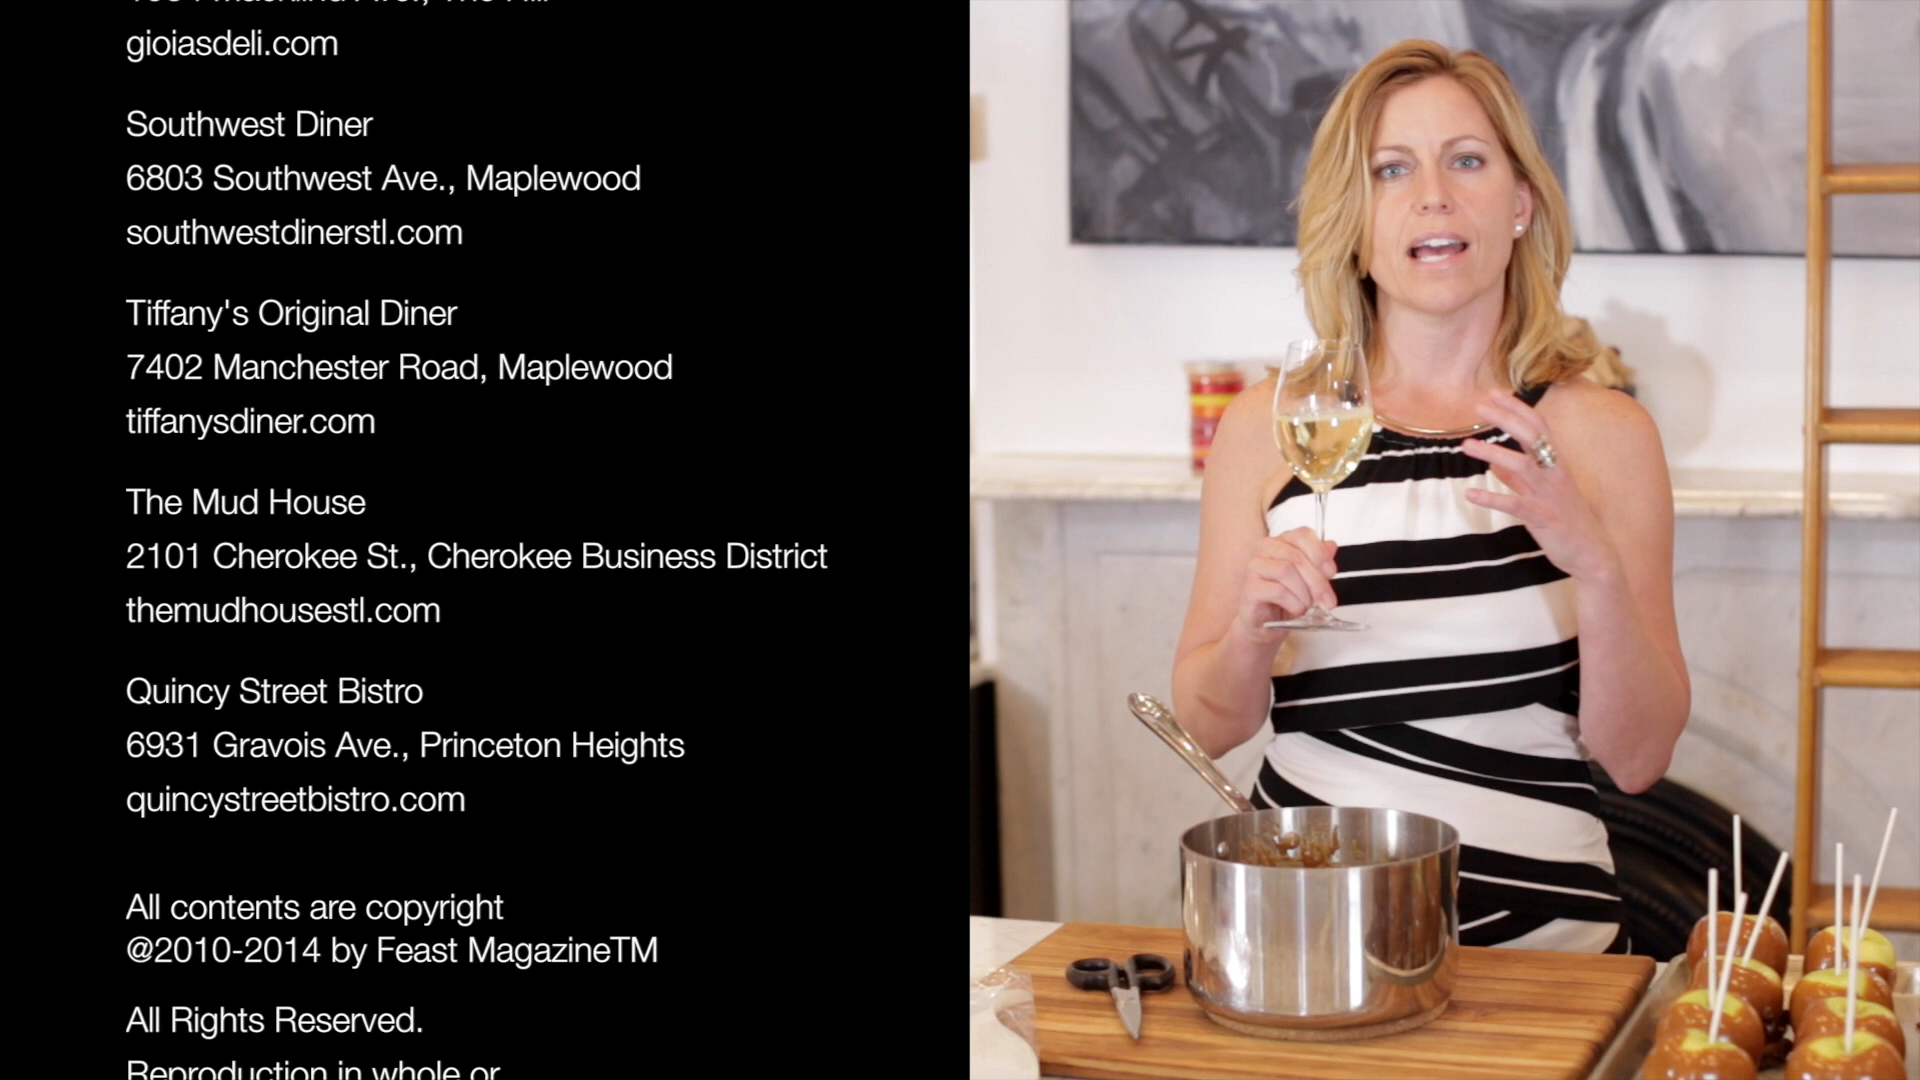 gioiasdeli.com
Southwest Diner
6803 Southwest Ave., Maplewood
southwestdinerstl.com
Tiffany's Original Diner
7402 Manchester Road, Maplewood
tiffanysdiner.com
The Mud House
2101 Cherokee St., Cherokee Business District
themudhousestl.com
Quincy Street Bistro
6931 Gravois Ave., Princeton Heights
quincystreetbistro.com
All contents are copyright
@2010-2014 by Feast MagazineTM
All Rights Reserved.
Reproduction in whole or